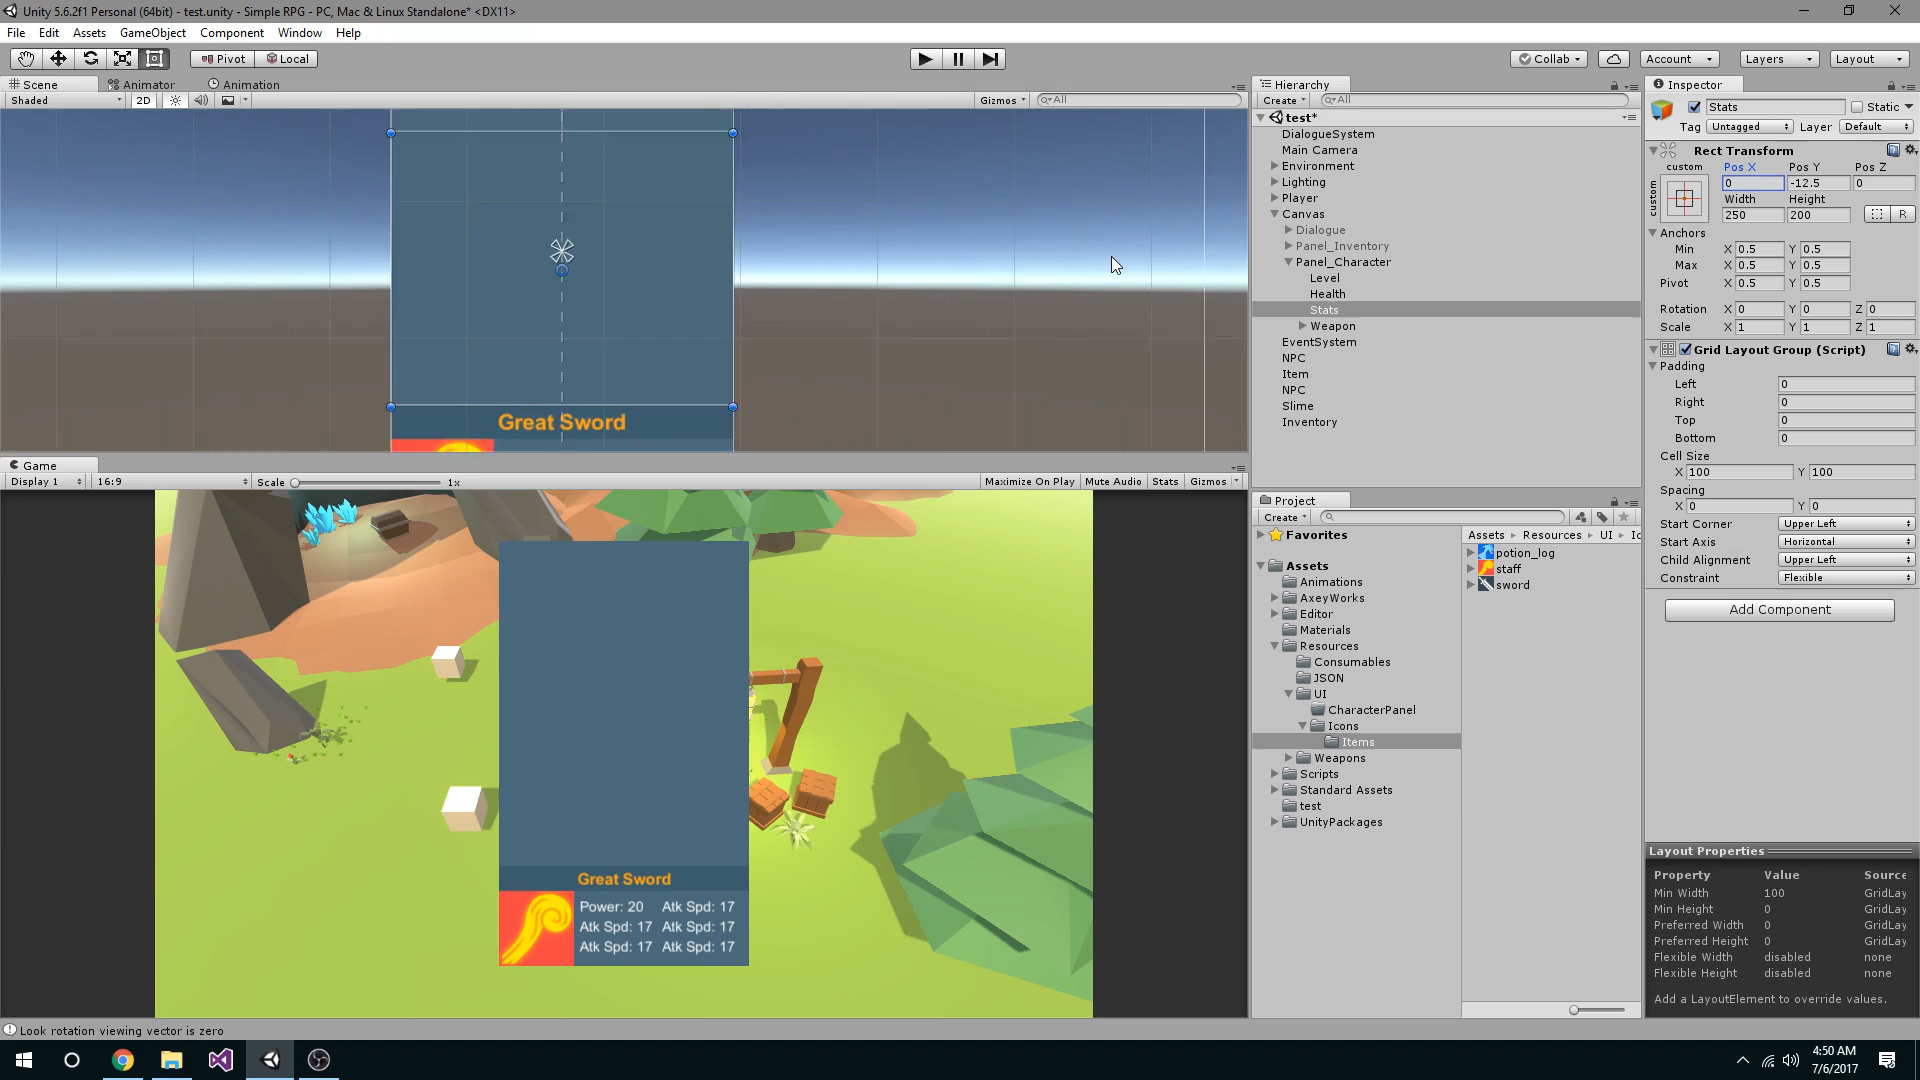 Unity 5.6.2f1 Personal (64bit) - test.unity - Simple RPG - PC, Mac & Linux Standalone* <DX11>
File Edit Assets GameObject Component Window Help
Pivot Local Collab Account Layers Layout
Scene Animator Animation
Shaded 2D Gizmos All
Great Sword
Game
Display 1 16:9 Scale 1x Maximize On Play Mute Audio Stats Gizmos
Great Sword
Power: 20 Atk Spd: 17
Atk Spd: 17 Atk Spd: 17
Atk Spd: 17 Atk Spd: 17
Hierarchy
Create All
test*
DialogueSystem
Main Camera
Environment
Lighting
Player
Canvas
Dialogue
Panel_Inventory
Panel_Character
Level
Health
Stats
Weapon
EventSystem
NPC
Item
NPC
Slime
Inventory
Project
Create
Favorites
Assets
Animations
AxeyWorks
Editor
Materials
Resources
Consumables
JSON
UI
CharacterPanel
Icons
Items
Weapons
Scripts
Standard Assets
test
UnityPackages
Assets Resources UI Ic
potion_log
staff
sword
Inspector
Stats Static
Tag Untagged Layer Default
Rect Transform
custom Pos X Pos Y Pos Z
custom
0 -12.5 0
Width Height
250 200 R
Anchors
Min X 0.5 Y 0.5
Max X 0.5 Y 0.5
Pivot X 0.5 Y 0.5
Rotation X 0 Y 0 Z 0
Scale X 1 Y 1 Z 1
Grid Layout Group (Script)
Padding
Left 0
Right 0
Top 0
Bottom 0
Cell Size
X 100 Y 100
Spacing
X 0 Y 0
Start Corner Upper Left
Start Axis Horizontal
Child Alignment Upper Left
Constraint Flexible
Add Component
Layout Properties
Property Value Source
Min Width 100 GridLay
Min Height 0 GridLay
Preferred Width 0 GridLay
Preferred Height 0 GridLay
Flexible Width disabled none
Flexible Height disabled none
Add a LayoutElement to override values.
Look rotation viewing vector is zero
4:50 AM
7/6/2017